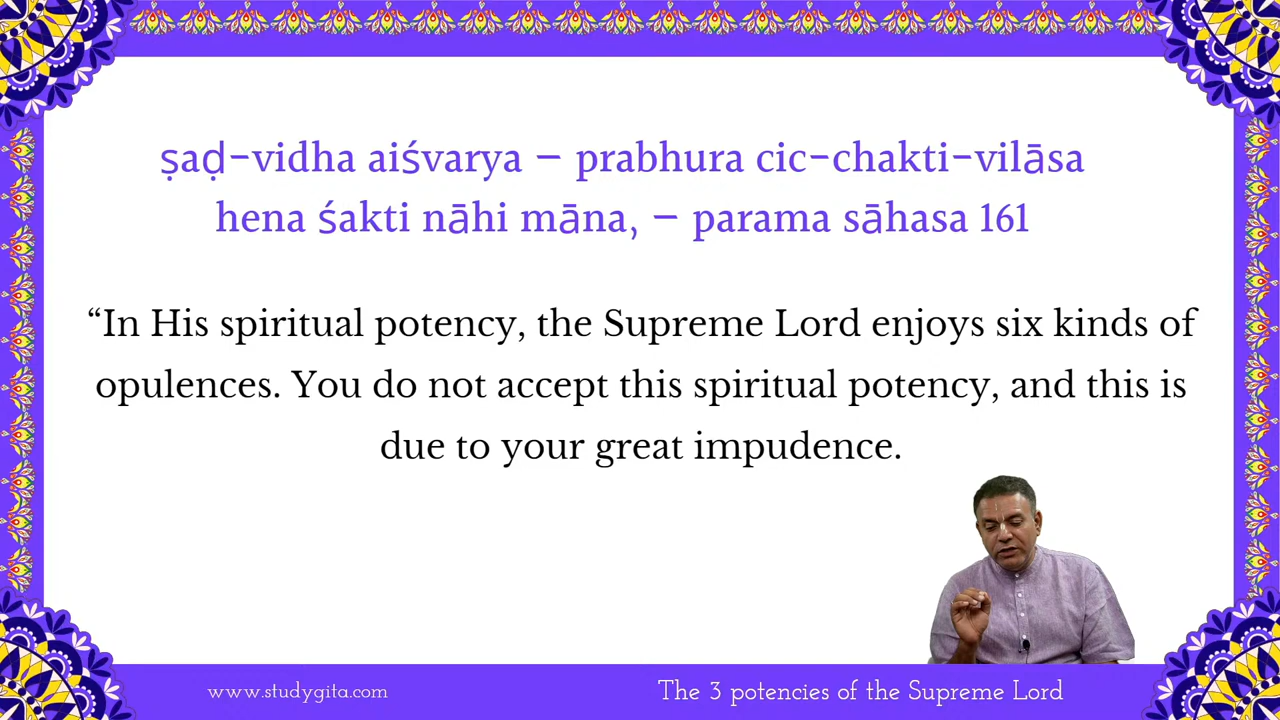 ṣaḍ-vidha aiśvarya — prabhura cic-chakti-vilāsa
hena śakti nāhi māna, — parama sāhasa 161
“In His spiritual potency, the Supreme Lord enjoys six kinds of
opulences. You do not accept this spiritual potency, and this is
due to your great impudence.
www.studygita.com
The 3 potencies of the Supreme Lord